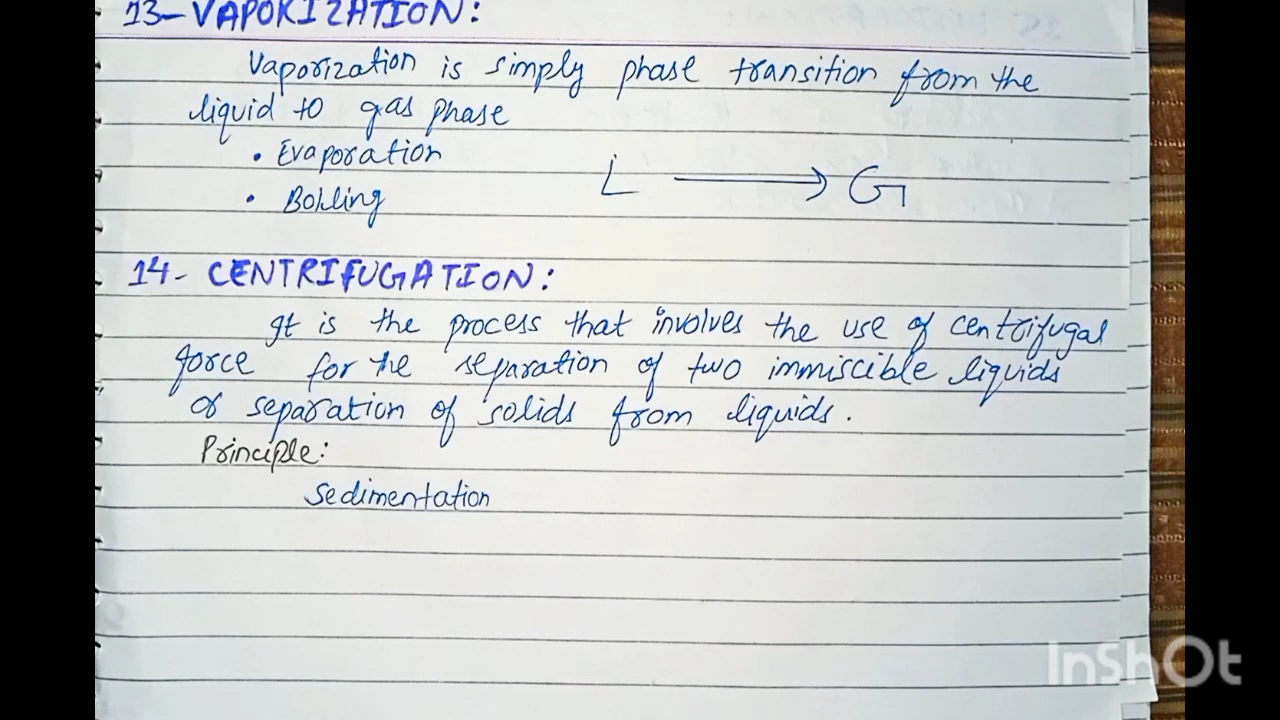 13- VAPORIZATION:
Vaporization is simply phase transition from the
liquid to gas phase
• Evaporation
L → G
• Boiling
14- CENTRIFUGATION:
It is the process that involves the use of centrifugal
force for the separation of two immiscible liquids
or separation of solids from liquids.
Principle:
Sedimentation
InShOt